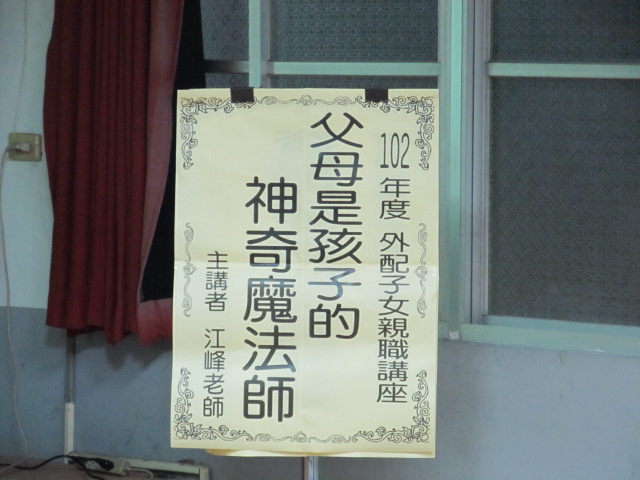 102年度 外配子女親職講座
父母是孩子的
神奇魔法師
主講者 江峰老師